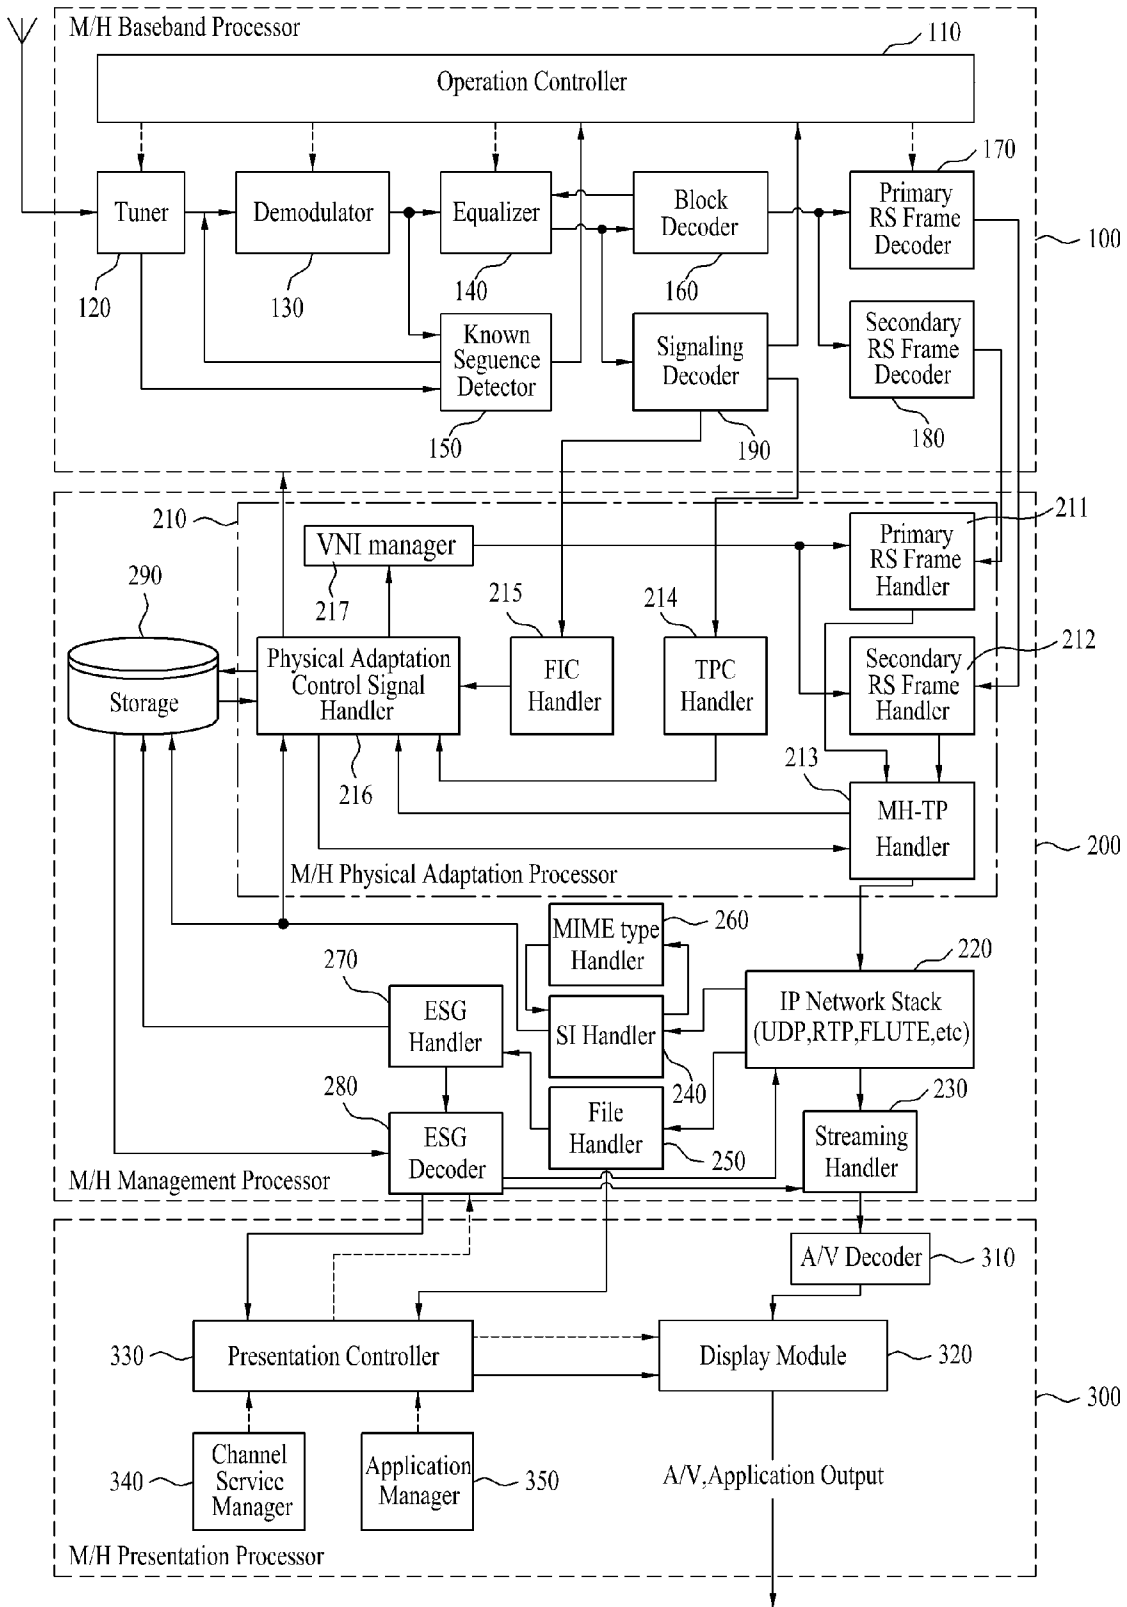 M/H Baseband Processor
110
Operation Controller
170
Tuner
Demodulator
Equalizer
Block
Decoder
Primary
RS Frame
Decoder
100
120
130
140
160
Known
Seguence
Detector
Signaling
Decoder
Secondary
RS Frame
Decoder
150
190
180
210
211
VNI manager
Primary
RS Frame
Handler
290
217
215
214
212
Storage
Physical Adaptation
Control Signal
Handler
FIC
Handler
TPC
Handler
Secondary
RS Frame
Handler
216
213
MH-TP
Handler
200
M/H Physical Adaptation Processor
260
MIME type
Handler
270
220
ESG
Handler
SI Handler
IP Network Stack
(UDP,RTP,FLUTE,etc)
240
280
230
File
Handler
ESG
Decoder
Streaming
Handler
250
M/H Management Processor
A/V Decoder
310
330
Presentation Controller
Display Module
320
300
Channel
Scrvicc
Manager
340
Application
Manager
350
A/V,Application Output
M/H Presentation Processor